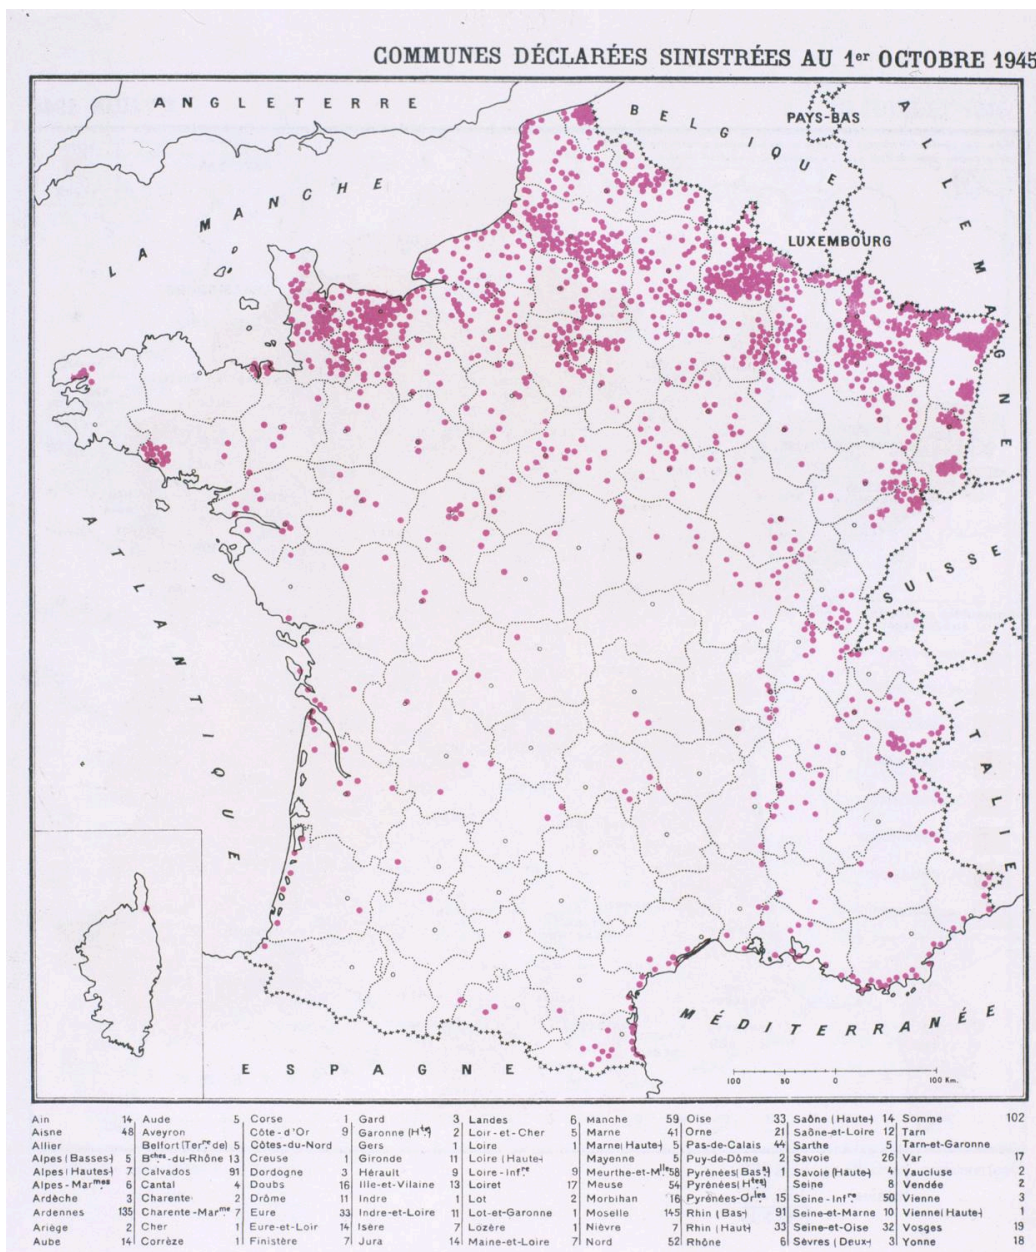 COMMUNES DÉCLARÉES SINISTRÉES AU 1er OCTOBRE 1945
ANGLETERRE
BELGIQUE
PAYS-BAS
ALLEMAGNE
LA MANCHE
LUXEMBOURG
ATLANTIQUE
SUISSE
ITALIE
MÉDITERRANÉE
ESPAGNE
100 50 0 100 Km.
Ain 14 Aude 5 Corse 1 Gard 3 Landes 6 Manche 59 Oise 33 Saône (Haute-) 14 Somme 102
Aisne 48 Aveyron Côte-d'Or 9 Garonne (Hte) 2 Loir-et-Cher 5 Marne 41 Orne 21 Saône-et-Loire 12 Tarn
Allier Belfort (Terre de) 5 Côtes-du-Nord 1 Gers 1 Loire 1 Marne (Haute-) 5 Pas-de-Calais 44 Sarthe 5 Tarn-et-Garonne
Alpes (Basses-) 5 Bches-du-Rhône 13 Creuse 1 Gironde 11 Loire (Haute-) Mayenne 5 Puy-de-Dôme 2 Savoie 26 Var 17
Alpes (Hautes-) 7 Calvados 91 Dordogne 3 Hérault 9 Loire-Infre 9 Meurthe-et-Mlle 58 Pyrénées (Bas) 1 Savoie (Haute-) 4 Vaucluse 2
Alpes-Marmes 6 Cantal 4 Doubs 16 Ille-et-Vilaine 13 Loiret 17 Meuse 54 Pyrénées (Htes) Seine 8 Vendée 2
Ardèche 3 Charente 2 Drôme 11 Indre 1 Lot 2 Morbihan 16 Pyrénées-Orles 15 Seine-Infre 50 Vienne 3
Ardennes 135 Charente-Marme 7 Eure 33 Indre-et-Loire 11 Lot-et-Garonne 1 Moselle 145 Rhin (Bas) 91 Seine-et-Marne 10 Vienne (Haute-) 1
Ariège 2 Cher 1 Eure-et-Loir 14 Isère 7 Lozère 1 Nièvre 7 Rhin (Haut) 33 Seine-et-Oise 32 Vosges 19
Aube 14 Corrèze 1 Finistère 7 Jura 14 Maine-et-Loire 7 Nord 52 Rhône 6 Sèvres (Deux-) 3 Yonne 18